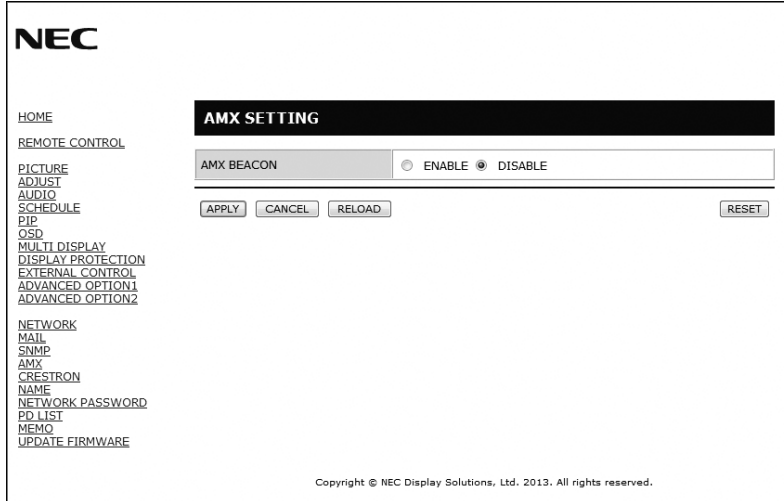 NEC
HOME
REMOTE CONTROL
PICTURE
ADJUST
AUDIO
SCHEDULE
PIP
OSD
MULTI DISPLAY
DISPLAY PROTECTION
EXTERNAL CONTROL
ADVANCED OPTION1
ADVANCED OPTION2
NETWORK
MAIL
SNMP
AMX
CRESTRON
NAME
NETWORK PASSWORD
PD LIST
MEMO
UPDATE FIRMWARE
AMX SETTING
AMX BEACON ENABLE DISABLE
APPLY CANCEL RELOAD RESET
Copyright © NEC Display Solutions, Ltd. 2013. All rights reserved.